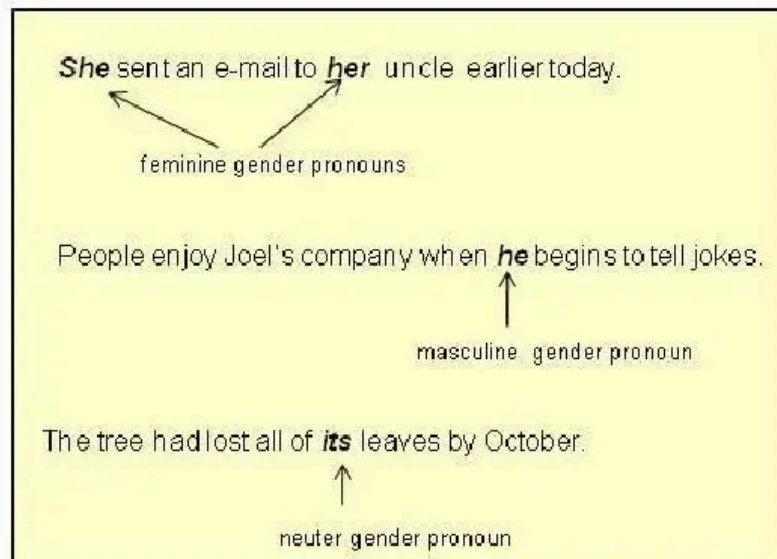 She sent an e-mail to her uncle earlier today.
feminine gender pronouns
People enjoy Joel's company when he begins to tell jokes.
masculine gender pronoun
The tree had lost all of its leaves by October.
neuter gender pronoun